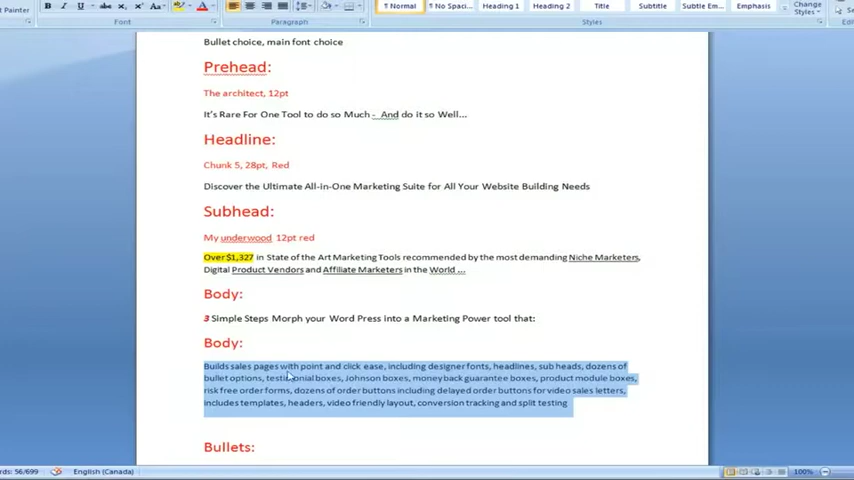 t Painter
B I U A Aa ab A
Font
Paragraph
¶ Normal ¶ No Spaci... Heading 1 Heading 2 Title Subtitle Subtle Em... Emphasis
Change
Styles
Styles
Bullet choice, main font choice
Prehead:
The architect, 12pt
It's Rare For One Tool to do so Much - And do it so Well...
Headline:
Chunk 5, 28pt, Red
Discover the Ultimate All-in-One Marketing Suite for All Your Website Building Needs
Subhead:
My underwood 12pt red
Over $1,327 in State of the Art Marketing Tools recommended by the most demanding Niche Marketers,
Digital Product Vendors and Affiliate Marketers in the World ...
Body:
3 Simple Steps Morph your Word Press into a Marketing Power tool that:
Body:
Builds sales pages with point and click ease, including designer fonts, headlines, sub heads, dozens of
bullet options, testimonial boxes, Johnson boxes, moneyback guarantee boxes, product module boxes,
risk free order forms, dozens of order buttons including delayed order buttons for video sales letters,
includes templates, headers, video friendly layout, conversion tracking and split testing
Bullets:
rds: 56/699 English (Canada) 100%